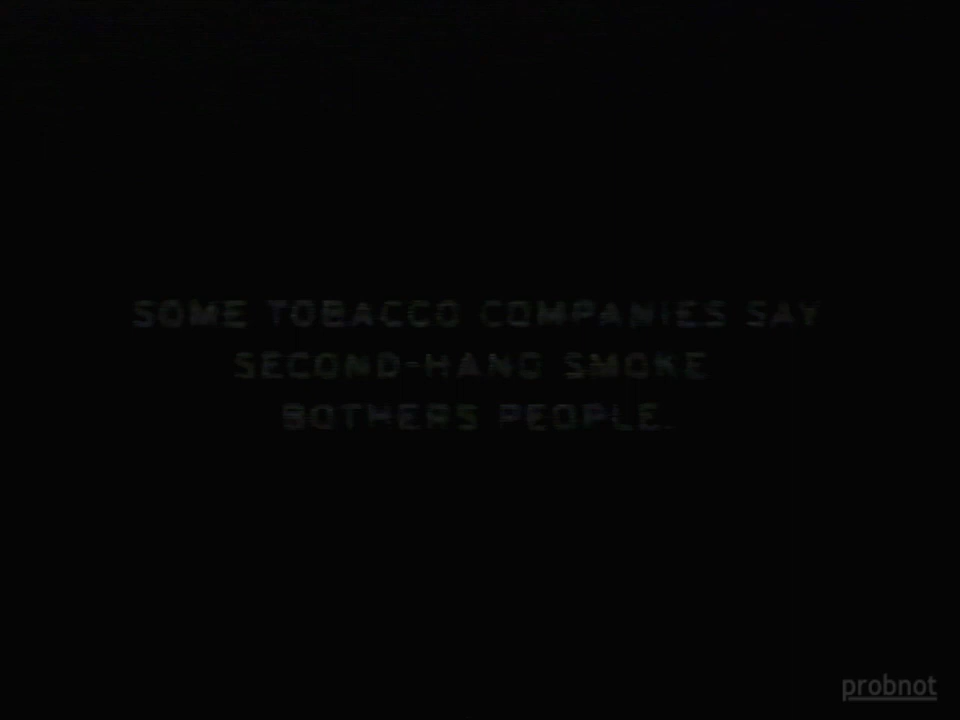 SOME TOBACCO COMPANIES SAY
SECOND-HAND SMOKE
BOTHERS PEOPLE.
probnot